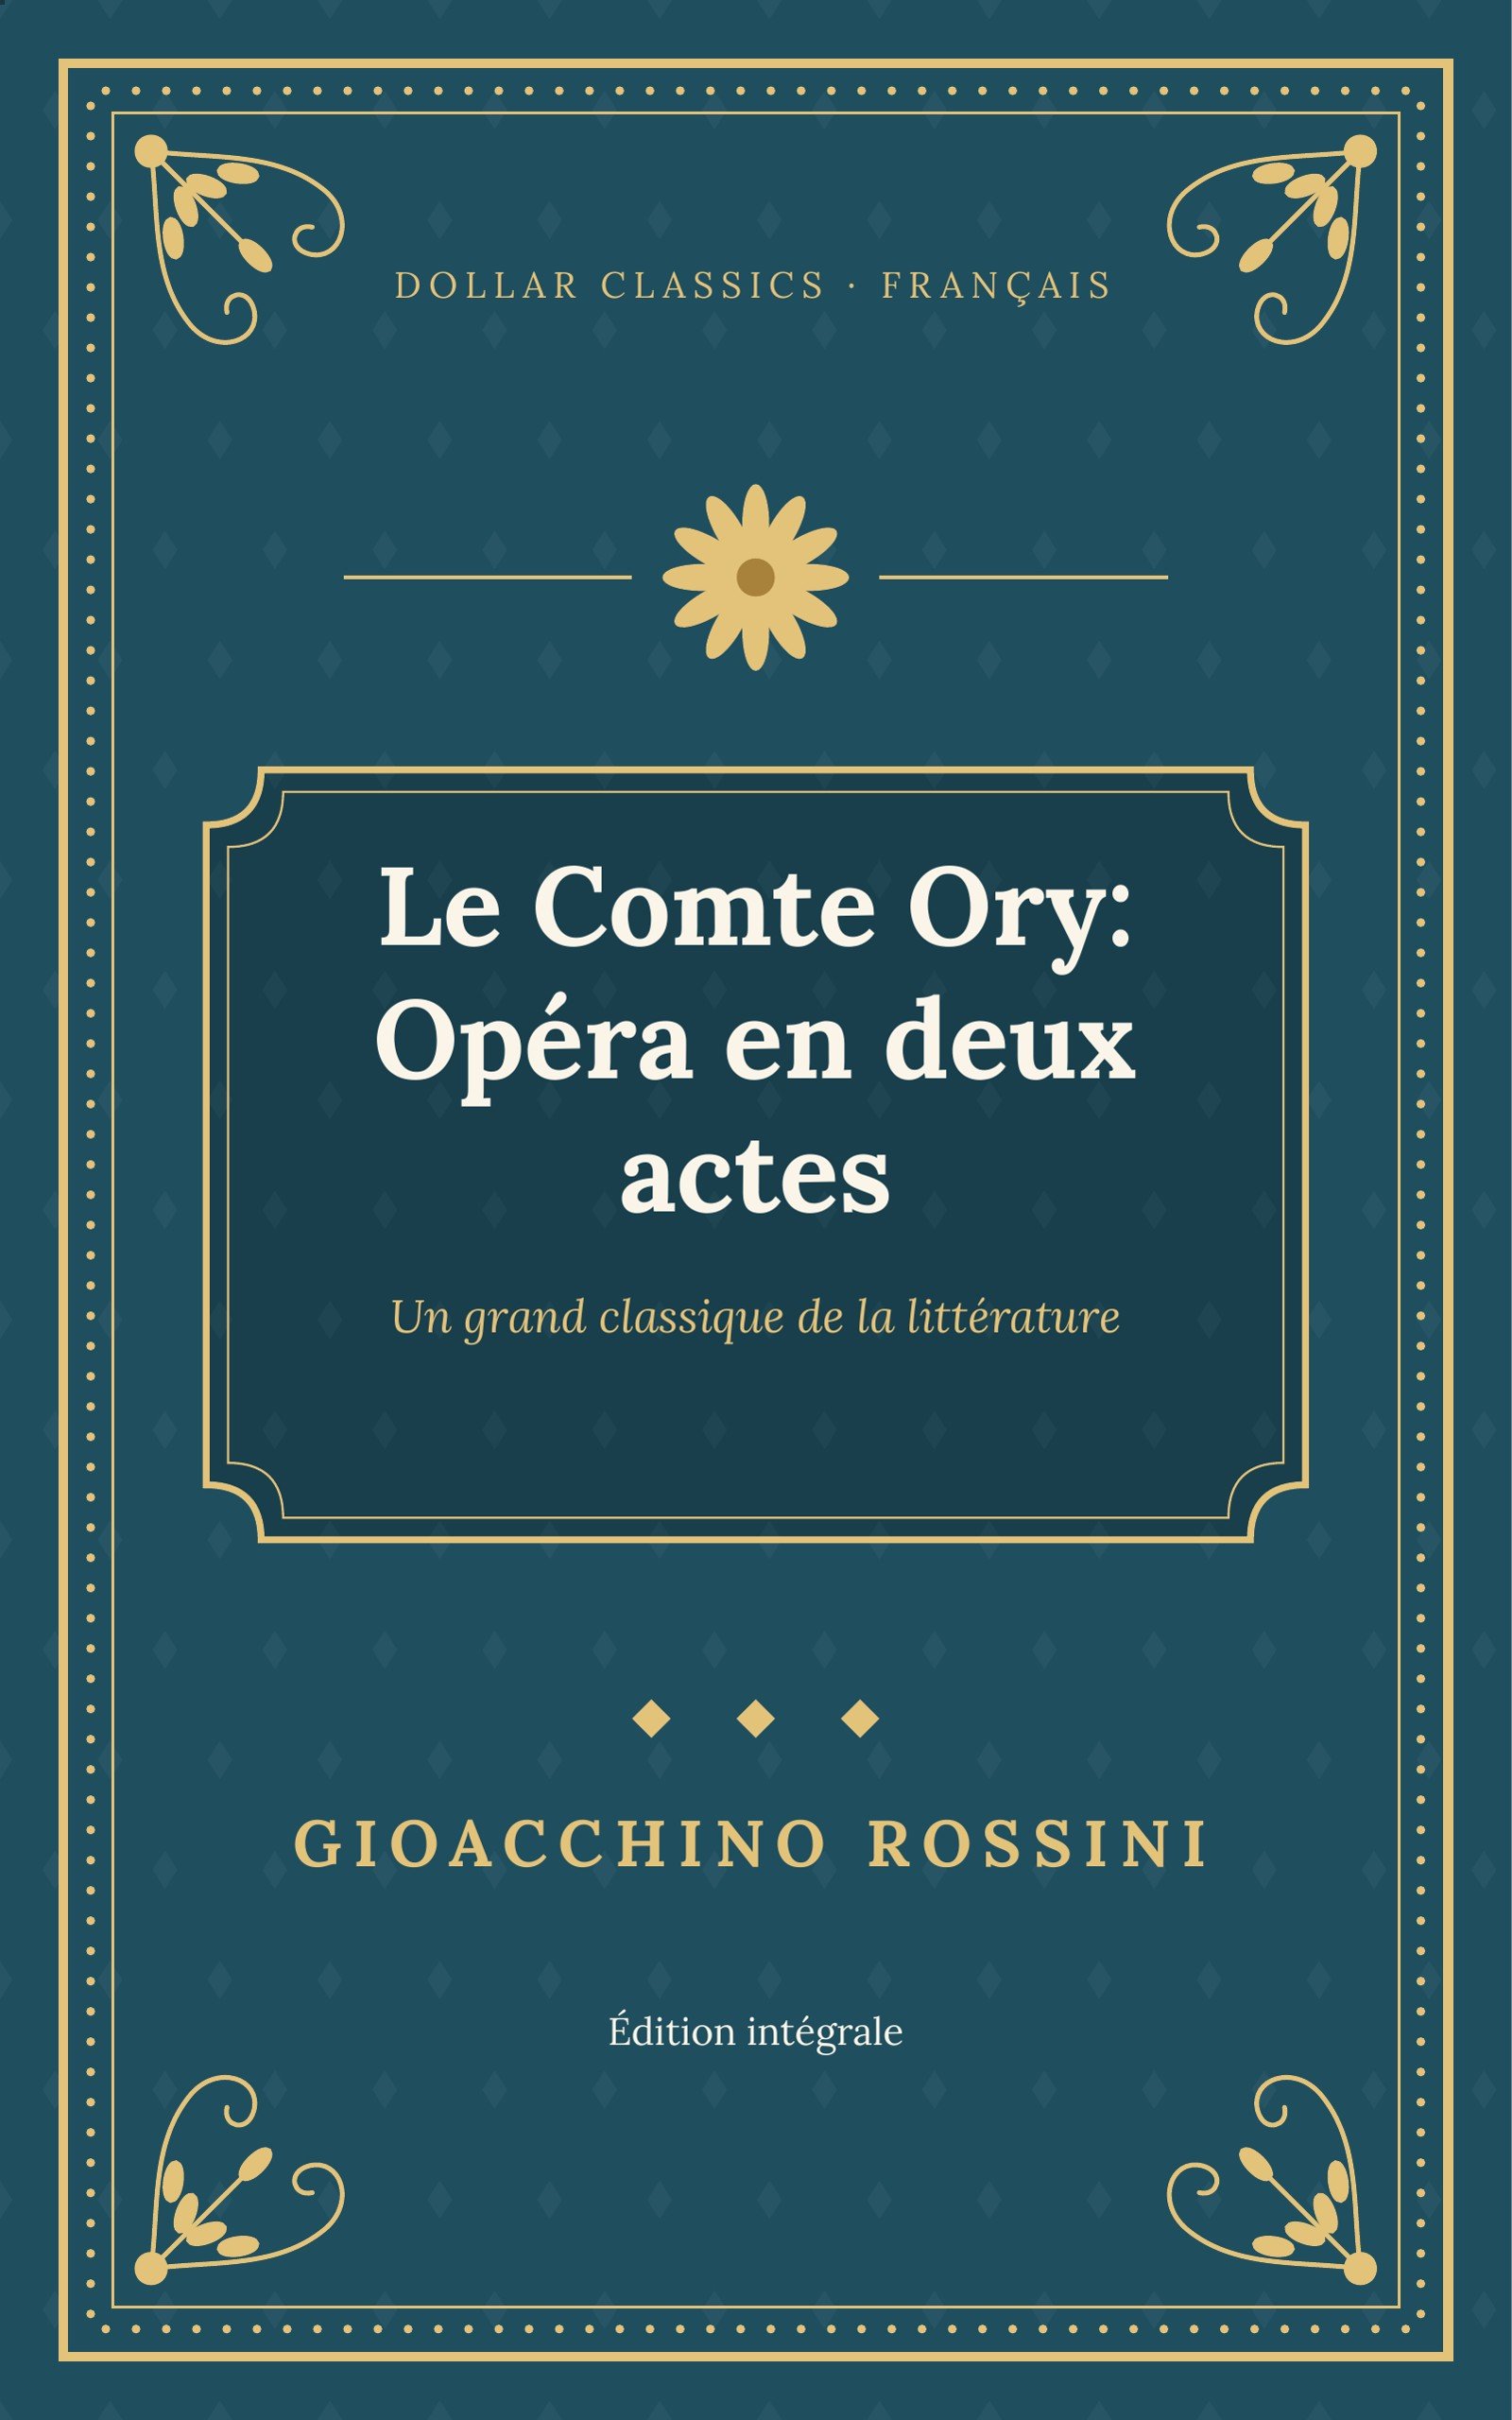 DOLLAR CLASSICS · FRANÇAIS
Le Comte Ory:
Opéra en deux
actes
Un grand classique de la littérature
GIOACCHINO ROSSINI
Édition intégrale